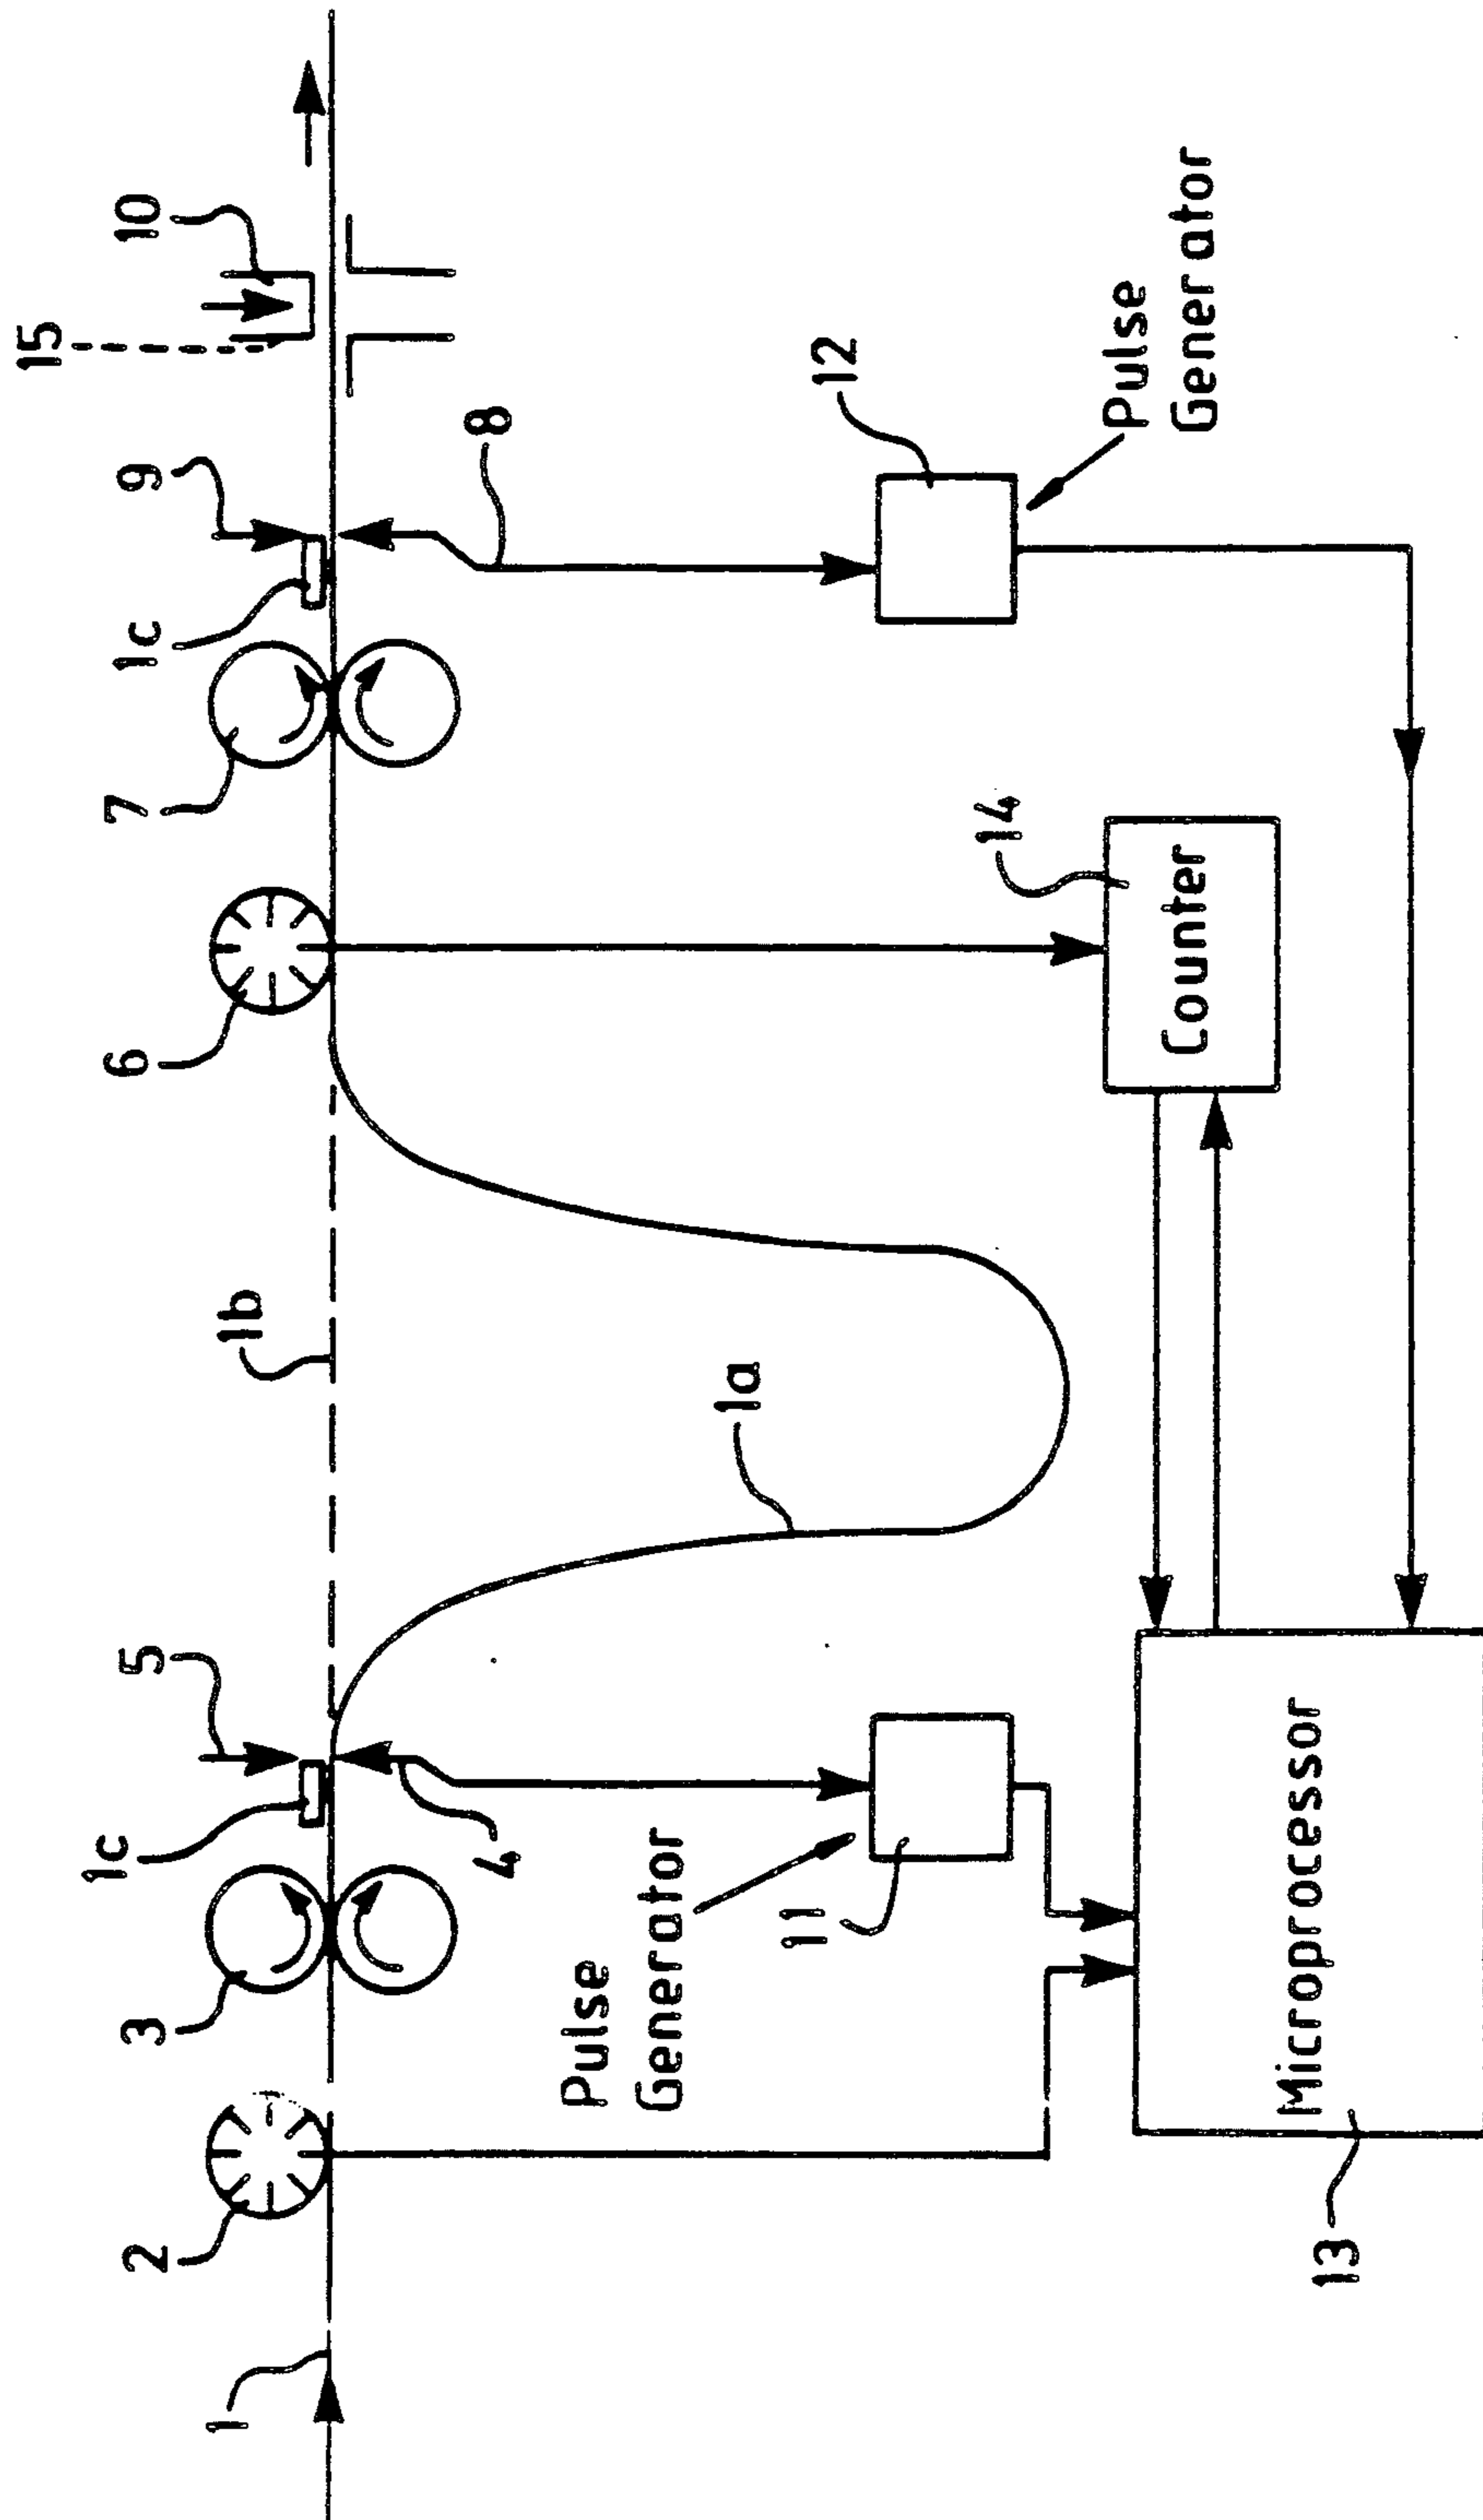 1
2
3
1c
5
4
1b
1a
6
7
1c
9
8
10
15
Pulse
Generator
11
12
Pulse
Generator
14
Counter
Microprocessor
13